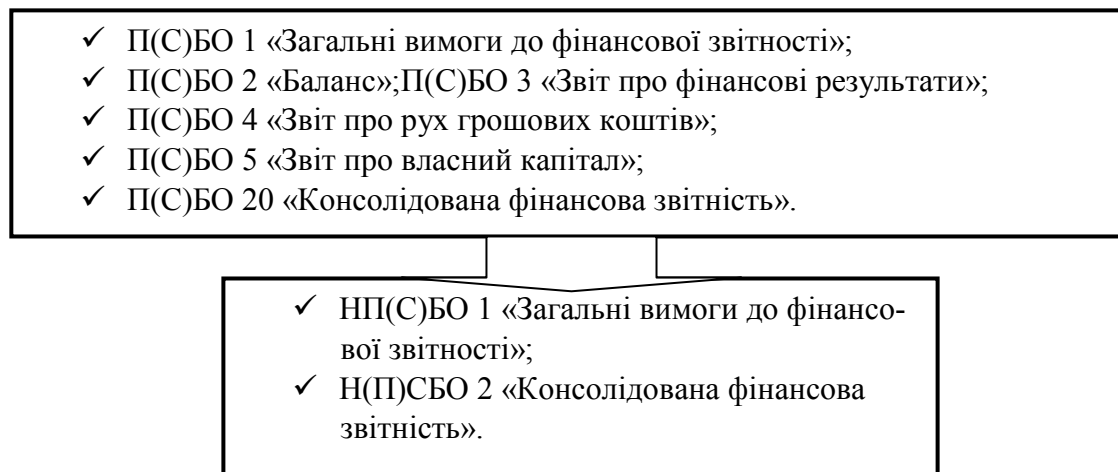 ✓ П(С)БО 1 «Загальні вимоги до фінансової звітності»;
✓ П(С)БО 2 «Баланс»;П(С)БО 3 «Звіт про фінансові результати»;
✓ П(С)БО 4 «Звіт про рух грошових коштів»;
✓ П(С)БО 5 «Звіт про власний капітал»;
✓ П(С)БО 20 «Консолідована фінансова звітність».
✓ НП(С)БО 1 «Загальні вимоги до фінансо-
вої звітності»;
✓ Н(П)СБО 2 «Консолідована фінансова
звітність».